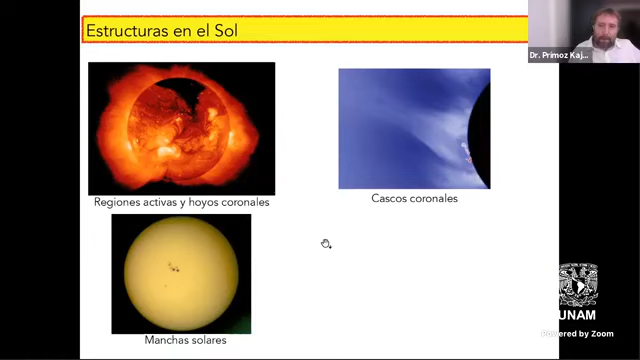 Estructuras en el Sol
Dr. Primoz Kaj...
Regiones activas y hoyos coronales
Cascos coronales
Manchas solares
UNAM
Powered by Zoom